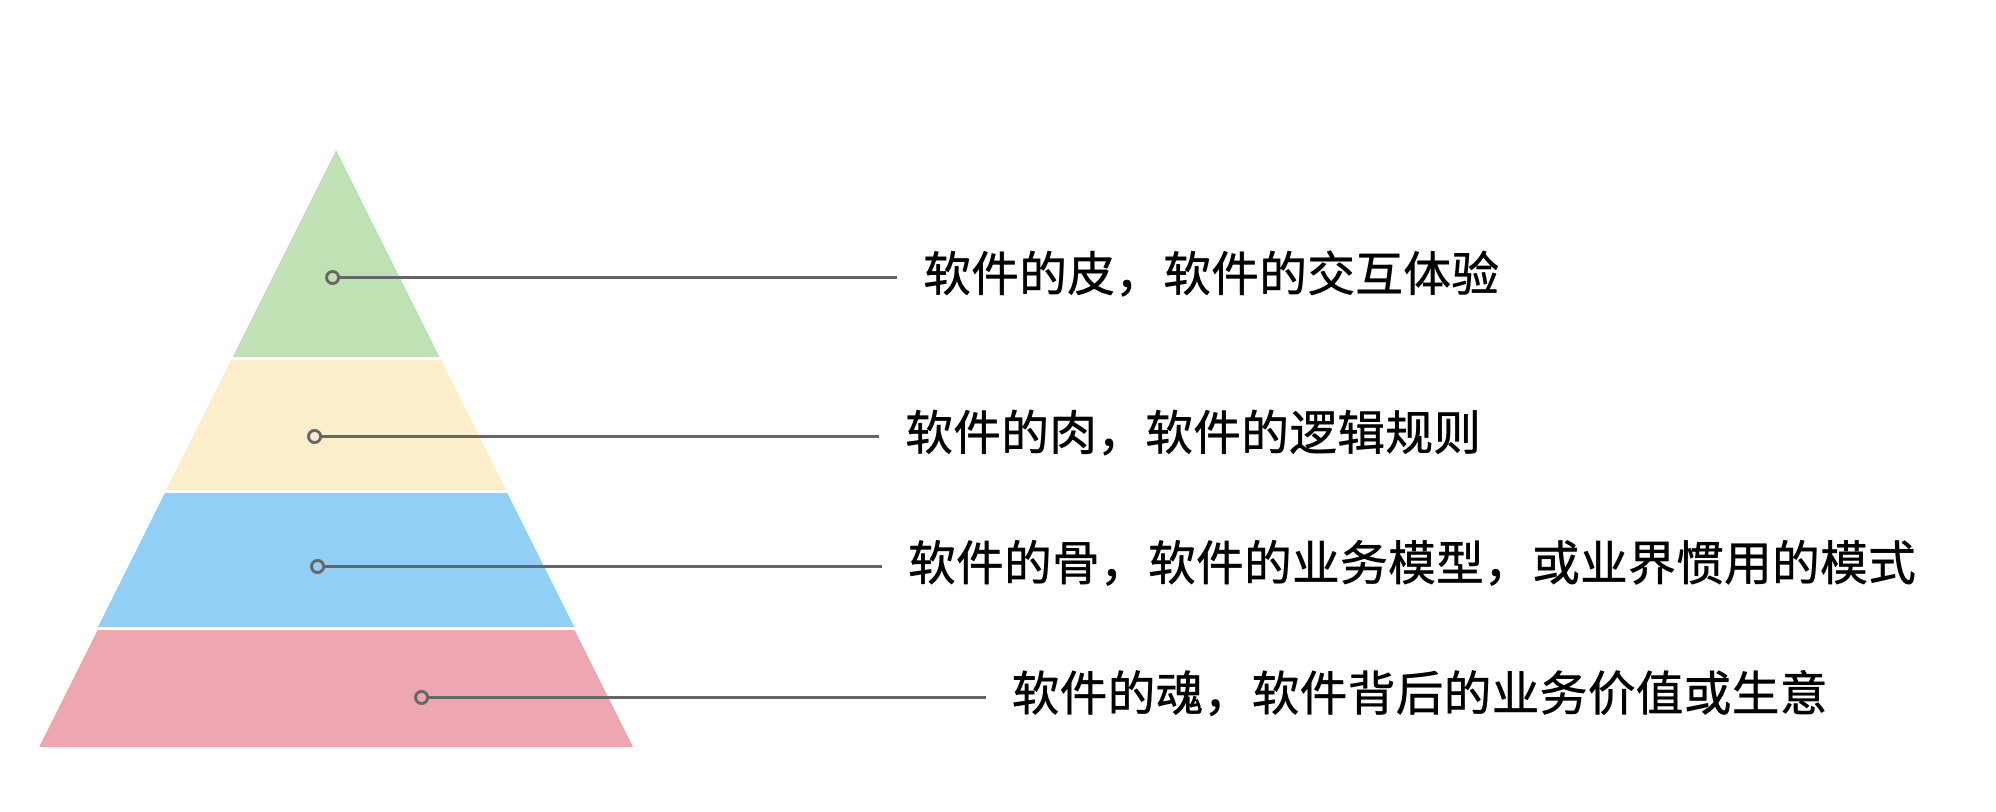 软件的皮，软件的交互体验
软件的肉，软件的逻辑规则
软件的骨，软件的业务模型，或业界惯用的模式
软件的魂，软件背后的业务价值或生意